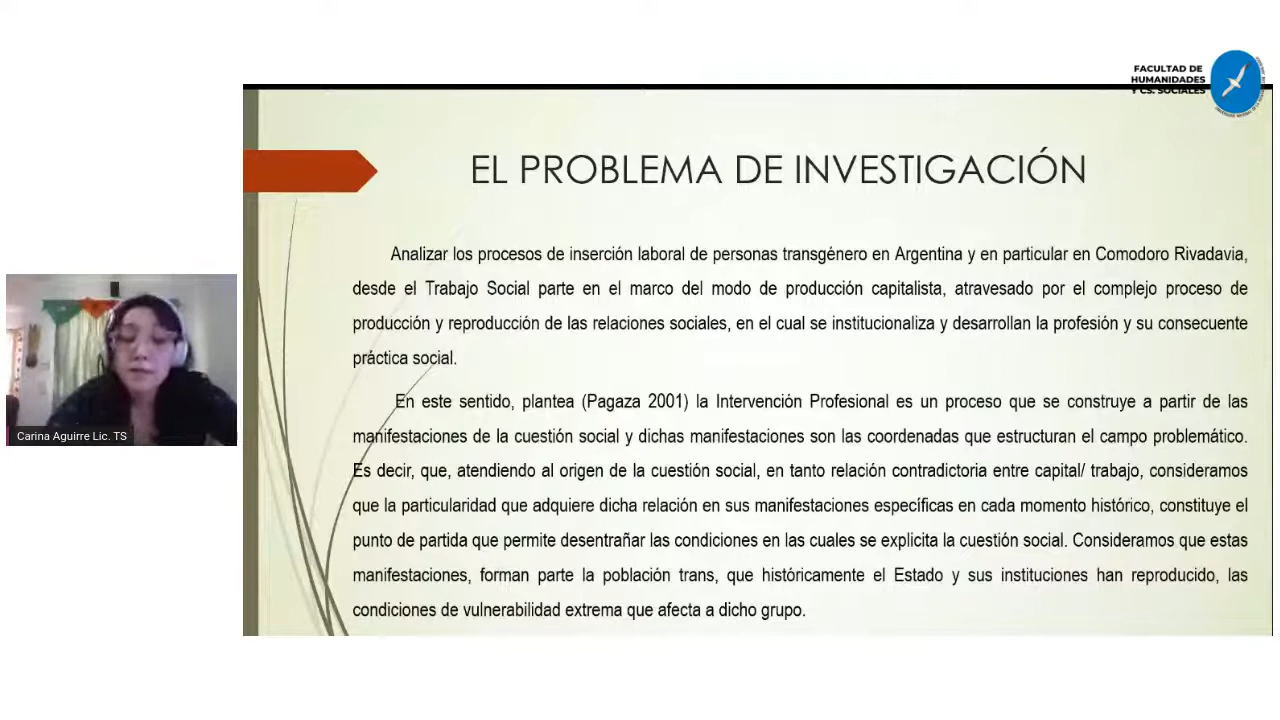 FACULTAD DE
HUMANIDADES
Y CS. SOCIALES
EL PROBLEMA DE INVESTIGACIÓN
Analizar los procesos de inserción laboral de personas transgénero en Argentina y en particular en Comodoro Rivadavia,
desde el Trabajo Social parte en el marco del modo de producción capitalista, atravesado por el complejo proceso de
producción y reproducción de las relaciones sociales, en el cual se institucionaliza y desarrollan la profesión y su consecuente
práctica social.
En este sentido, plantea (Pagaza 2001) la Intervención Profesional es un proceso que se construye a partir de las
manifestaciones de la cuestión social y dichas manifestaciones son las coordenadas que estructuran el campo problemático.
Es decir, que, atendiendo al origen de la cuestión social, en tanto relación contradictoria entre capital/ trabajo, consideramos
que la particularidad que adquiere dicha relación en sus manifestaciones específicas en cada momento histórico, constituye el
punto de partida que permite desentrañar las condiciones en las cuales se explicita la cuestión social. Consideramos que estas
manifestaciones, forman parte la población trans, que históricamente el Estado y sus instituciones han reproducido, las
condiciones de vulnerabilidad extrema que afecta a dicho grupo.
Carina Aguirre Lic. TS